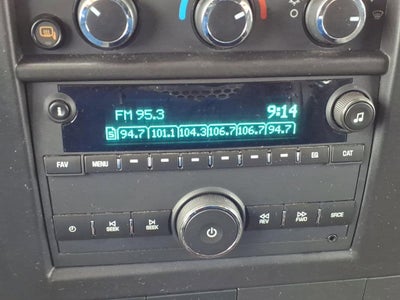 FM 95.3 9:14
94.7 101.1 104.3 106.7 106.7 94.7
FAV MENU EQ CAT
SEEK SEEK REV FWD SRCE